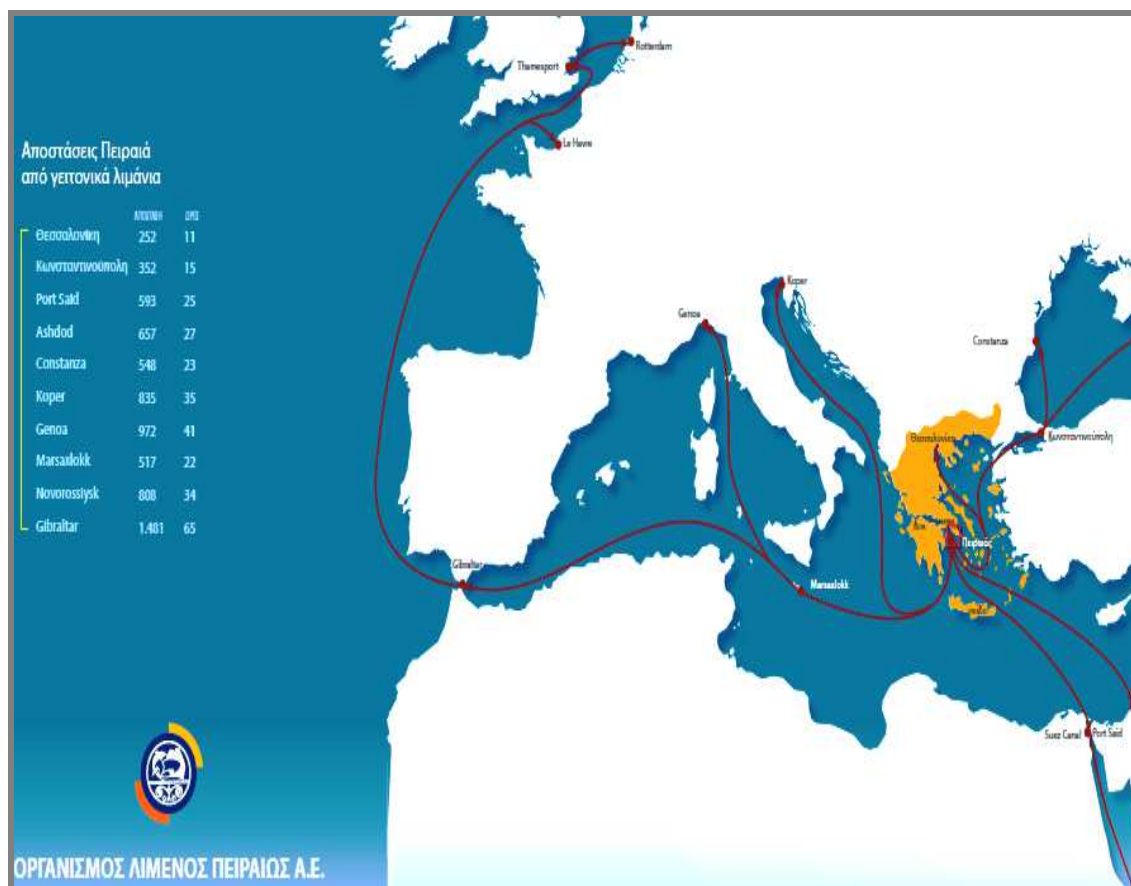 Αποστάσεις Πειραιά
από γειτονικά λιμάνια
ΑΠΟΣΤΑΣΗ ΩΡΕΣ
Θεσσαλονίκη 252 11
Κωνσταντινούπολη 352 15
Port Said 593 25
Ashdod 657 27
Constanza 548 23
Koper 835 35
Genoa 972 41
Marsaxlokk 517 22
Novorossiysk 808 34
Gibraltar 1.481 65
ΟΡΓΑΝΙΣΜΟΣ ΛΙΜΕΝΟΣ ΠΕΙΡΑΙΩΣ Α.Ε.
Rotterdam
Thamesport
Le Havre
Koper
Genoa
Constanza
Κωνσταντινούπολη
Θεσσαλονίκη
Πειραιάς
Gibraltar
Marsaxlokk
Suez Canal
Port Said